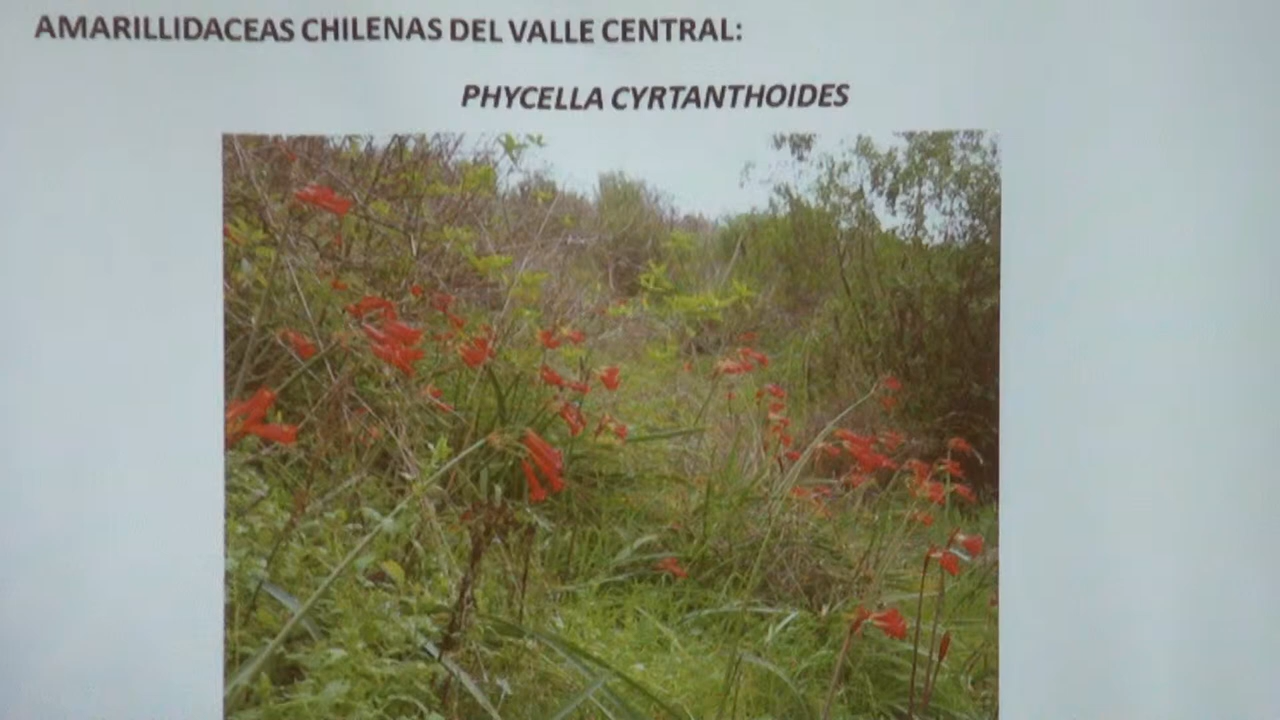 AMARILLIDACEAS CHILENAS DEL VALLE CENTRAL:
PHYCELLA CYRTANTHOIDES